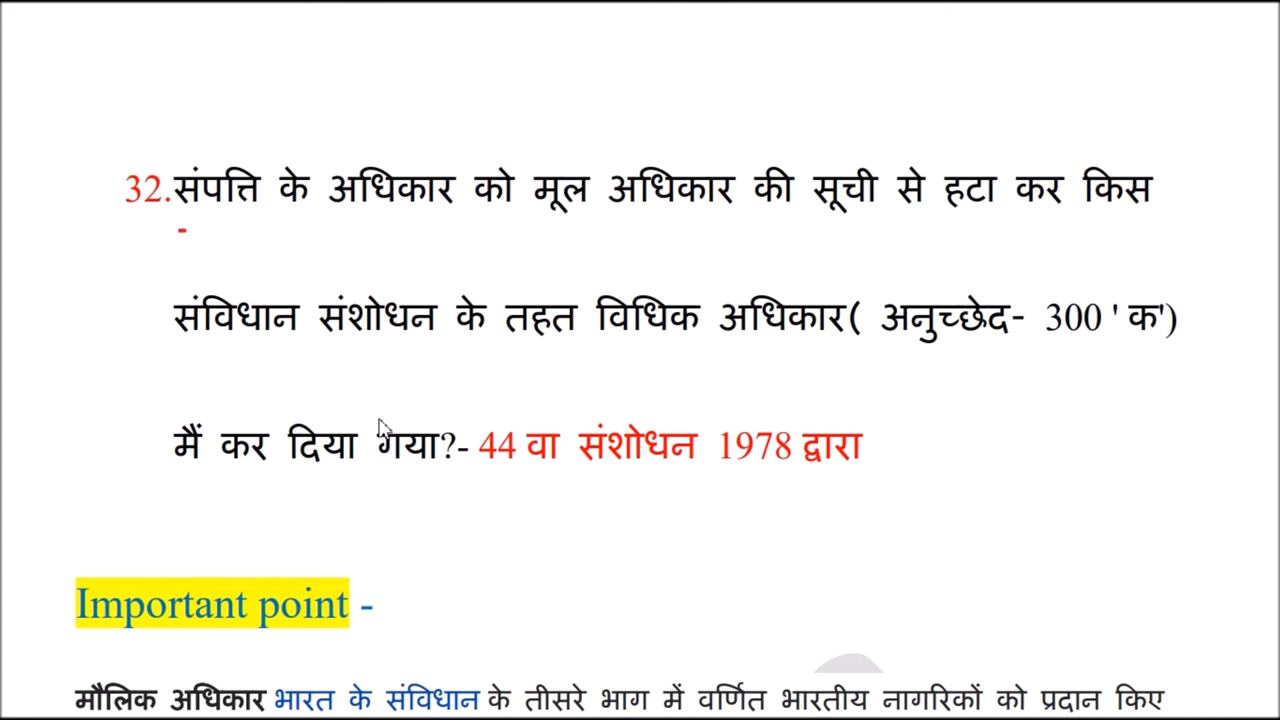 32.संपत्ति के अधिकार को मूल अधिकार की सूची से हटा कर किस
-
संविधान संशोधन के तहत विधिक अधिकार( अनुच्छेद- 300 ' क')
मैं कर दिया गया?- 44 वा संशोधन 1978 द्वारा
Important point -
मौलिक अधिकार भारत के संविधान के तीसरे भाग में वर्णित भारतीय नागरिकों को प्रदान किए